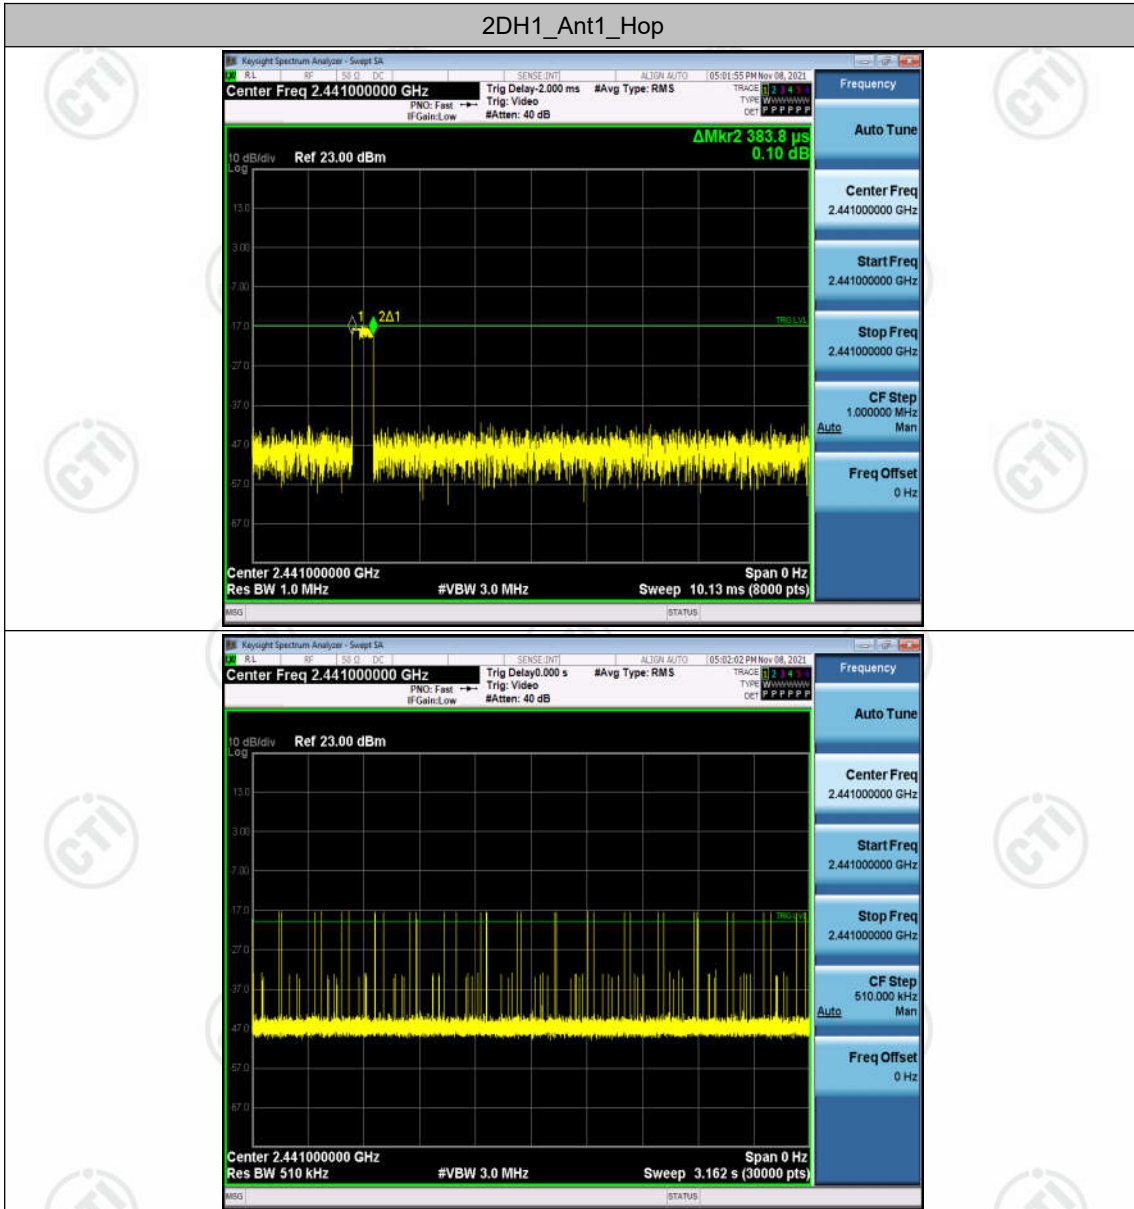 2DH1_Ant1_Hop
Keysight Spectrum Analyzer - Swept SA
RL RF 50 Ω DC SENSE:INT ALIGN AUTO 05:01:55 PM Nov 08, 2021
Center Freq 2.441000000 GHz Trig Delay-2.000 ms #Avg Type: RMS TRACE 1 2 3 4 5 6
PNO: Fast Trig: Video TYPE WWWWWW
IFGain:Low #Atten: 40 dB DET P P P P P P
ΔMkr2 383.8 µs
0.10 dB
10 dB/div Ref 23.00 dBm
Log
13.0
3.00
-7.00
-17.0
-27.0
-37.0
-47.0
-57.0
-67.0
1 2Δ1
TRIG LVL
Center 2.441000000 GHz Span 0 Hz
Res BW 1.0 MHz #VBW 3.0 MHz Sweep 10.13 ms (8000 pts)
MSG STATUS
Frequency
Auto Tune
Center Freq
2.441000000 GHz
Start Freq
2.441000000 GHz
Stop Freq
2.441000000 GHz
CF Step
1.000000 MHz
Auto Man
Freq Offset
0 Hz
Keysight Spectrum Analyzer - Swept SA
RL RF 50 Ω DC SENSE:INT ALIGN AUTO 05:02:02 PM Nov 08, 2021
Center Freq 2.441000000 GHz Trig Delay0.000 s #Avg Type: RMS TRACE 1 2 3 4 5 6
PNO: Fast Trig: Video TYPE WWWWWW
IFGain:Low #Atten: 40 dB DET P P P P P P
10 dB/div Ref 23.00 dBm
Log
13.0
3.00
-7.00
-17.0
-27.0
-37.0
-47.0
-57.0
-67.0
TRIG LVL
Center 2.441000000 GHz Span 0 Hz
Res BW 510 kHz #VBW 3.0 MHz Sweep 3.162 s (30000 pts)
MSG STATUS
Frequency
Auto Tune
Center Freq
2.441000000 GHz
Start Freq
2.441000000 GHz
Stop Freq
2.441000000 GHz
CF Step
510.000 kHz
Auto Man
Freq Offset
0 Hz
CTI
CTI
CTI
CTI
CTI
CTI